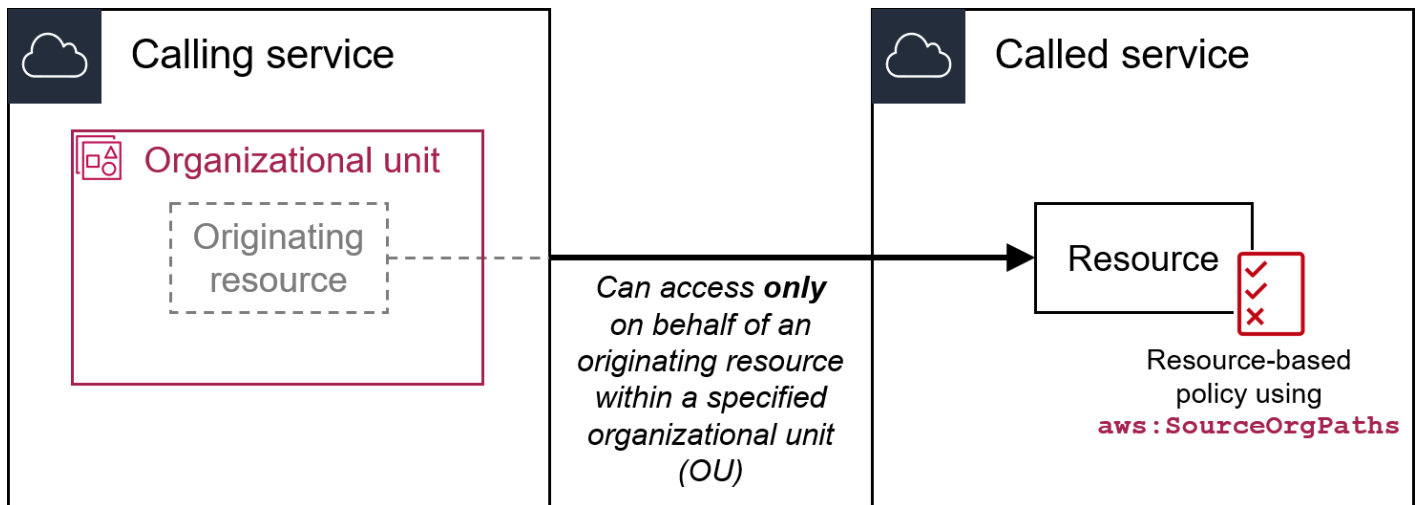 Calling service
Organizational unit
Originating
resource
Can access only
on behalf of an
originating resource
within a specified
organizational unit
(OU)
Called service
Resource
Resource-based
policy using
aws:SourceOrgPaths